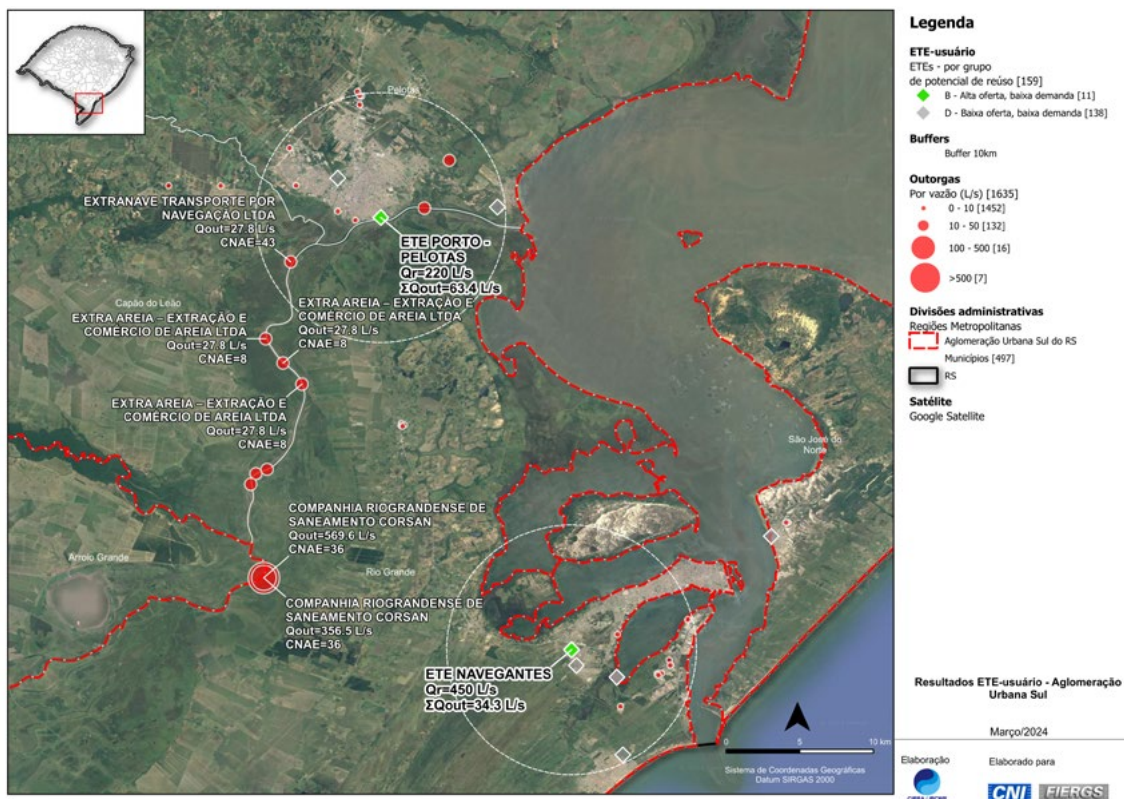 Pelotas
EXTRANAVE TRANSPORTE POR
NAVEGAÇÃO LTDA
Qout=27.8 L/s
CNAE=43
ETE PORTO -
PELOTAS
Qr=220 L/s
ΣQout=63.4 L/s
Capão do Leão
EXTRA AREIA – EXTRAÇÃO E
COMÉRCIO DE AREIA LTDA
Qout=27.8 L/s
CNAE=8
EXTRA AREIA – EXTRAÇÃO E
COMÉRCIO DE AREIA LTDA
Qout=27.8 L/s
CNAE=8
EXTRA AREIA – EXTRAÇÃO E
COMÉRCIO DE AREIA LTDA
Qout=27.8 L/s
CNAE=8
São José do
Norte
COMPANHIA RIOGRANDENSE DE
SANEAMENTO CORSAN
Qout=569.6 L/s
CNAE=36
Arroio Grande
Rio Grande
COMPANHIA RIOGRANDENSE DE
SANEAMENTO CORSAN
Qout=356.5 L/s
CNAE=36
ETE NAVEGANTES
Qr=450 L/s
ΣQout=34.3 L/s
0 5 10 km
Sistema de Coordenadas Geográficas
Datum SIRGAS 2000
Legenda
ETE-usuário
ETEs - por grupo
de potencial de reúso [159]
B - Alta oferta, baixa demanda [11]
D - Baixa oferta, baixa demanda [138]
Buffers
Buffer 10km
Outorgas
Por vazão (L/s) [1635]
0 - 10 [1452]
10 - 50 [132]
100 - 500 [16]
>500 [7]
Divisões administrativas
Regiões Metropolitanas
Aglomeração Urbana Sul do RS
Municípios [497]
RS
Satélite
Google Satellite
Resultados ETE-usuário - Aglomeração
Urbana Sul
Março/2024
Elaboração
Elaborado para
CNI FIERGS